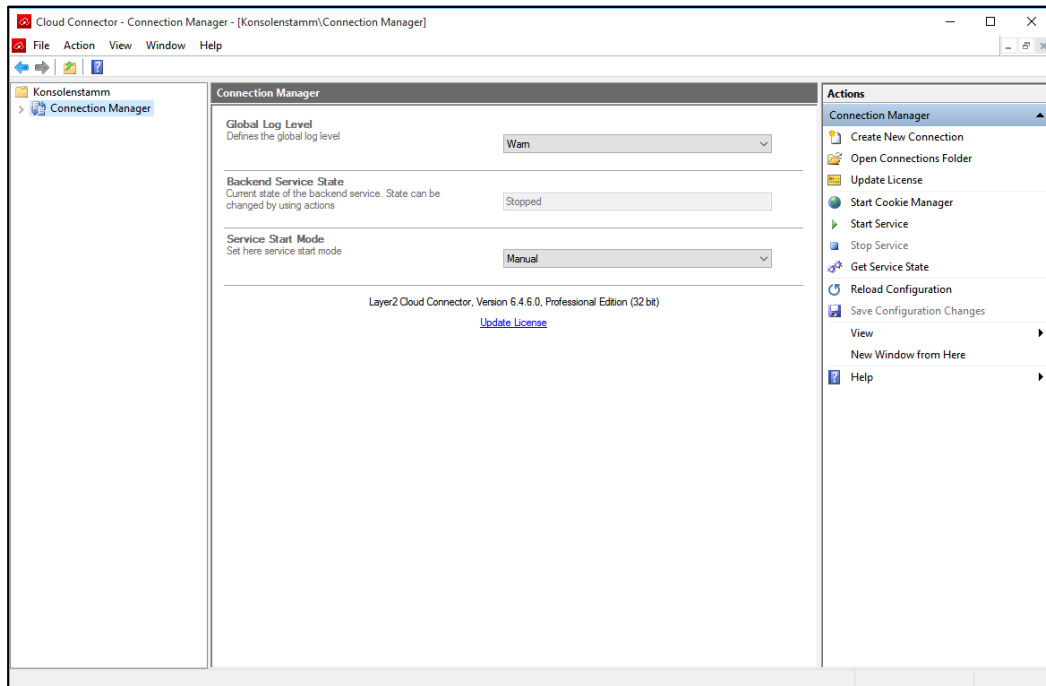 Cloud Connector - Connection Manager - [Konsolenstamm\Connection Manager]
File Action View Window Help
Konsolenstamm
Connection Manager
Connection Manager
Global Log Level
Defines the global log level
Warn
Backend Service State
Current state of the backend service. State can be
changed by using actions
Stopped
Service Start Mode
Set here service start mode
Manual
Layer2 Cloud Connector, Version 6.4.6.0, Professional Edition (32 bit)
Update License
Actions
Connection Manager
Create New Connection
Open Connections Folder
Update License
Start Cookie Manager
Start Service
Stop Service
Get Service State
Reload Configuration
Save Configuration Changes
View
New Window from Here
Help